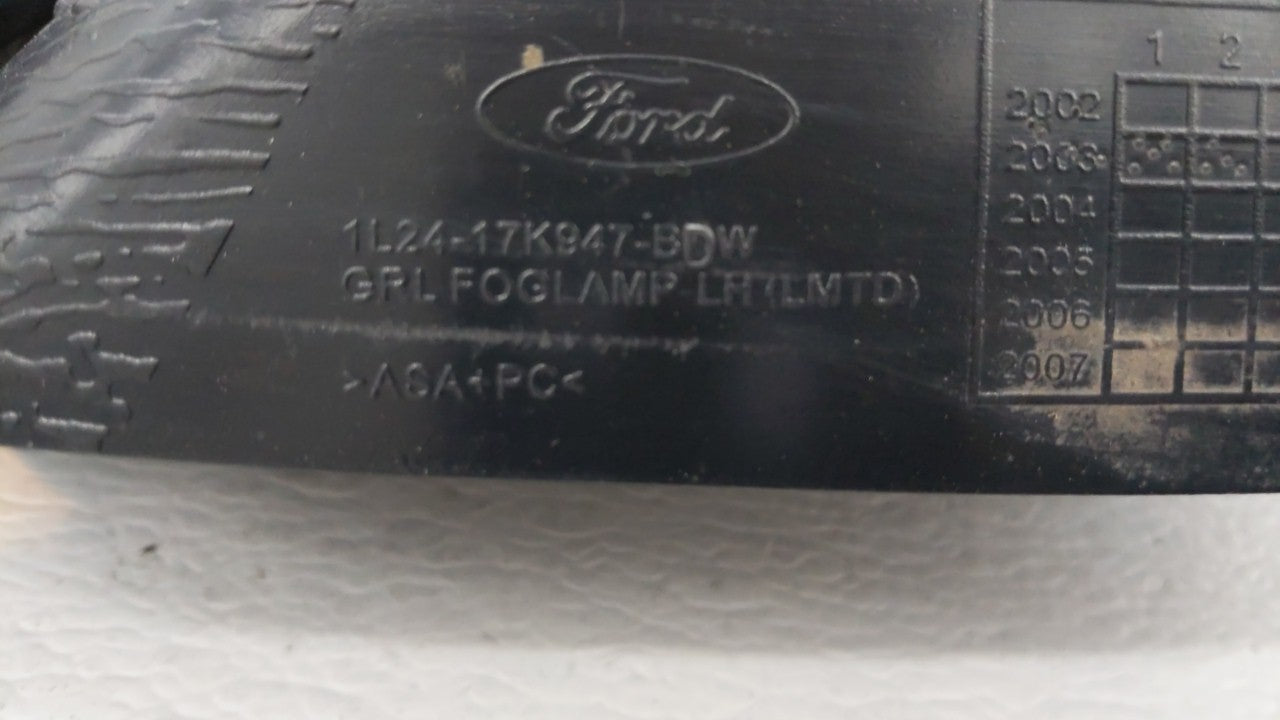 Ford
1L24-17K947-BDW
GRL FOGLAMP LH (LMTD)
>ASA+PC<
1 2
2002
2003
2004
2005
2006
2007